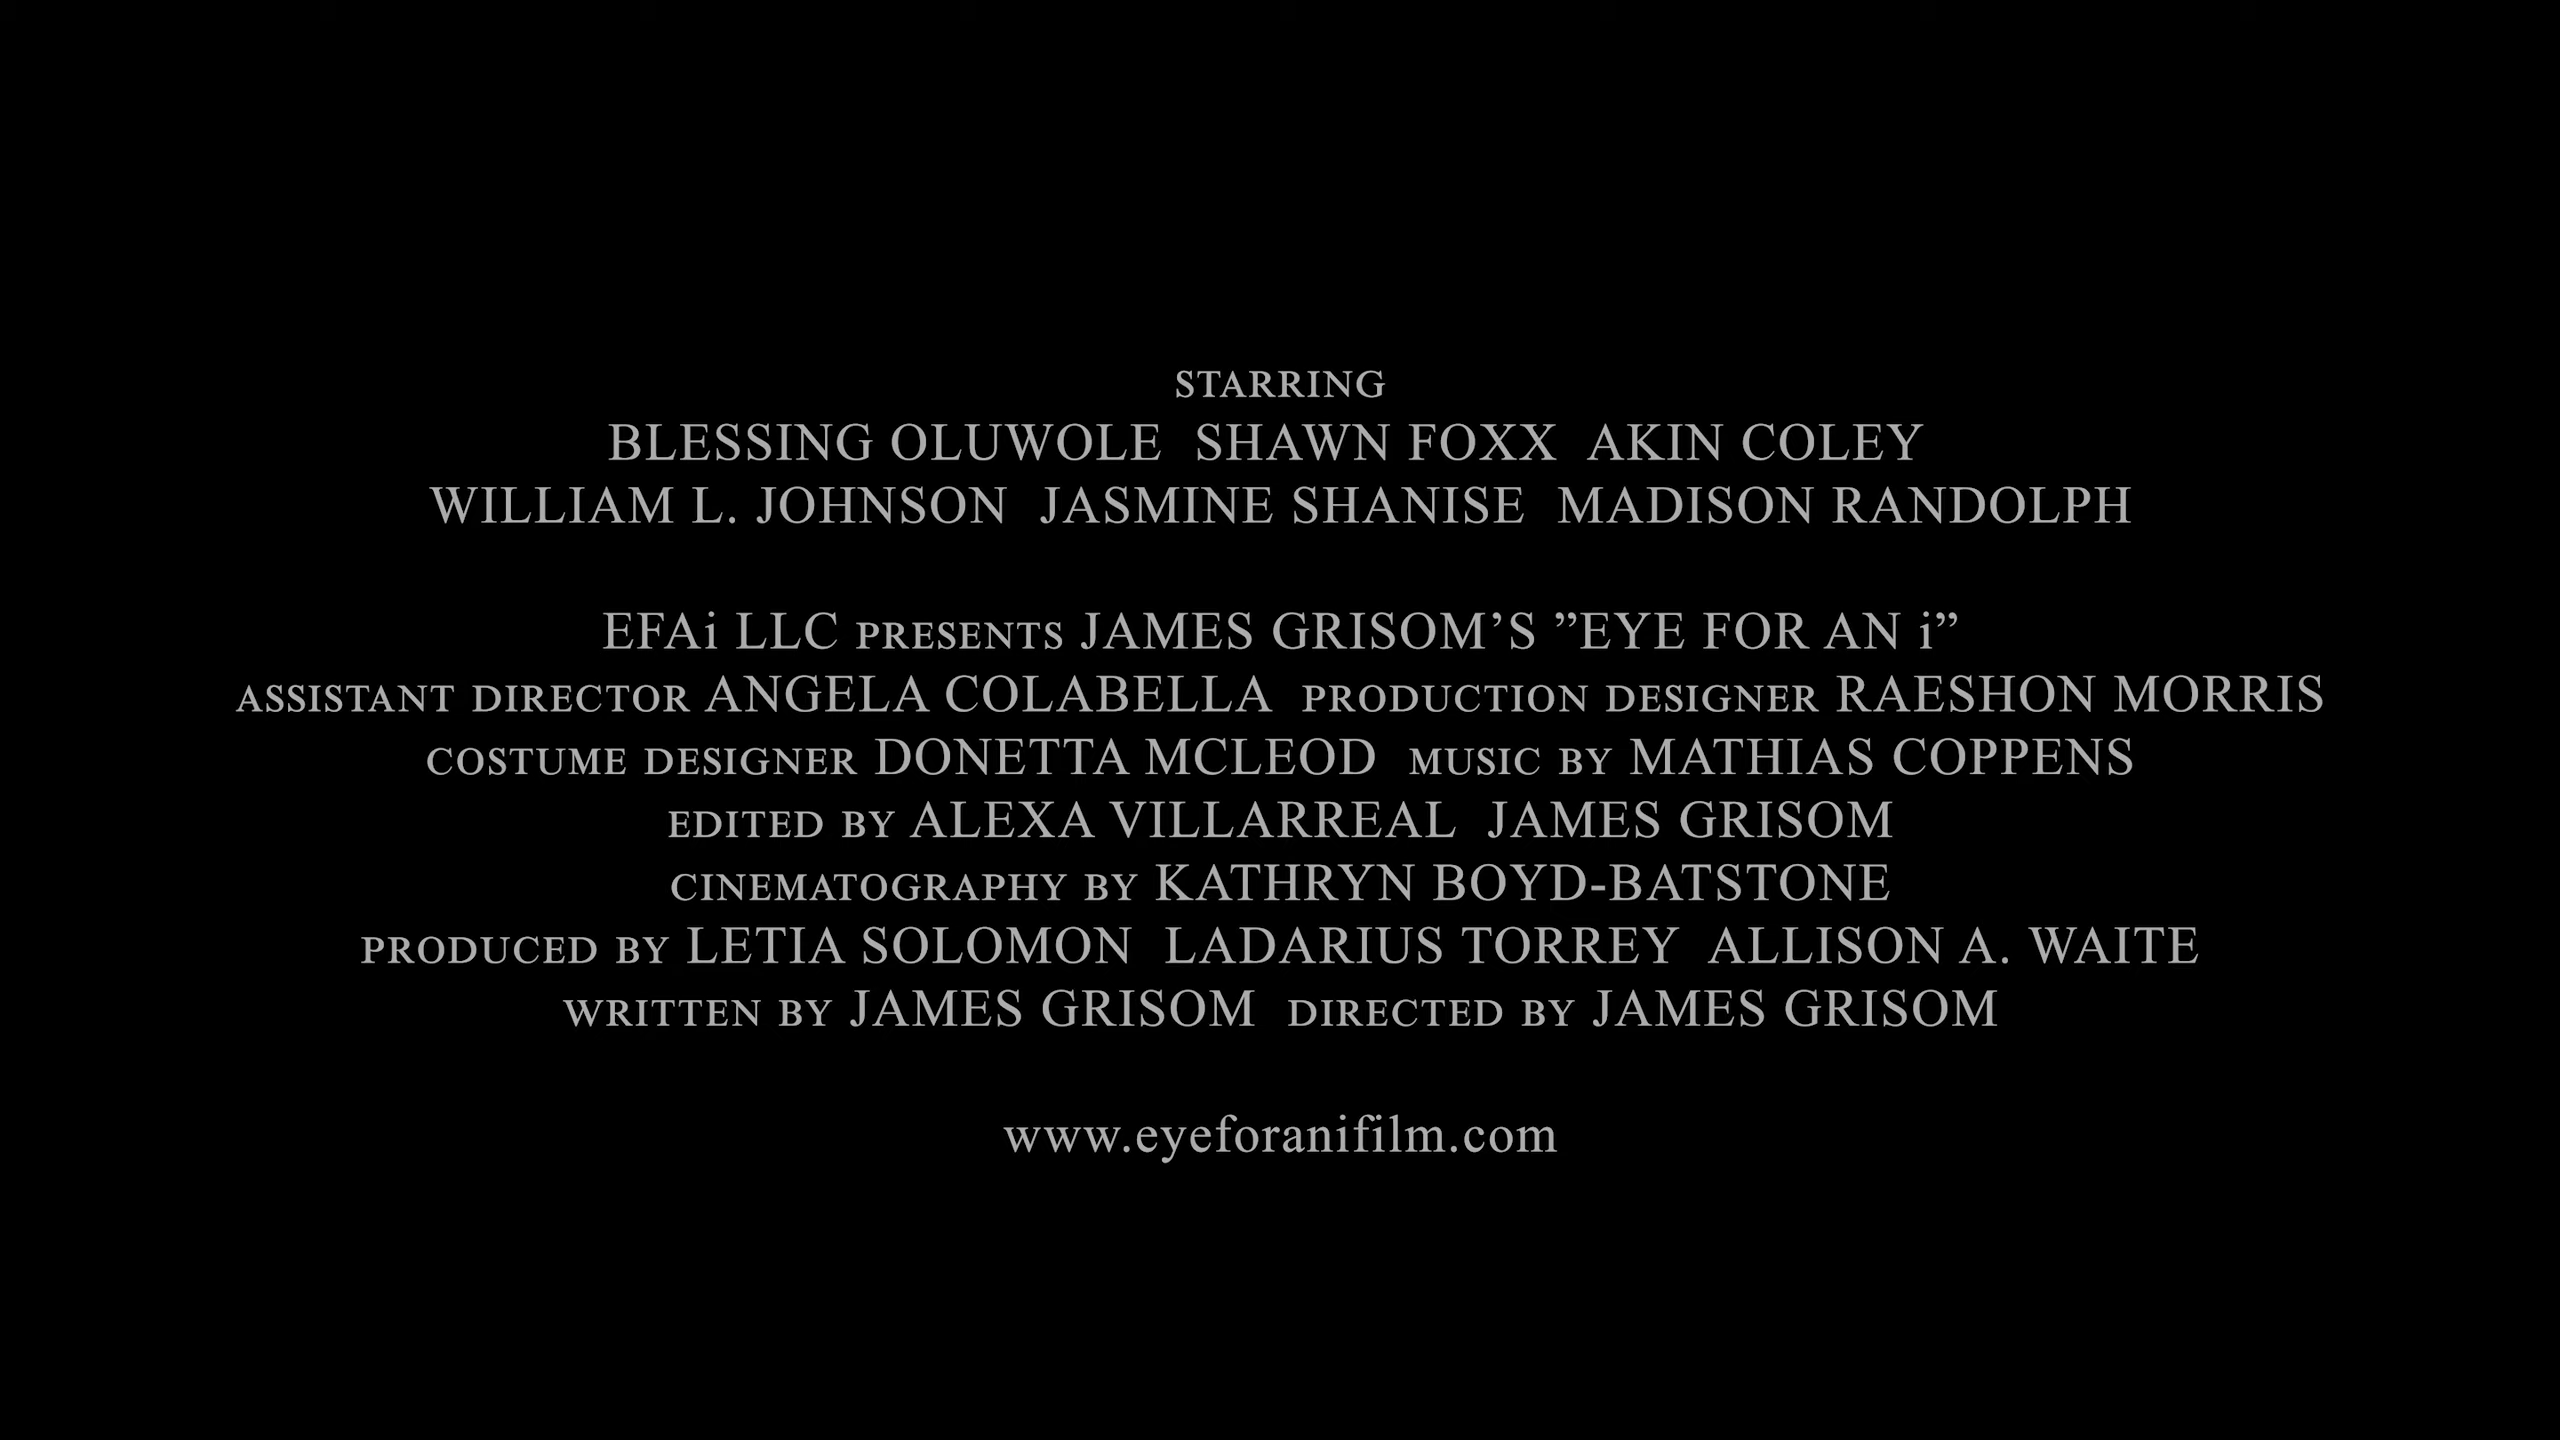 STARRING
BLESSING OLUWOLE SHAWN FOXX AKIN COLEY
WILLIAM L. JOHNSON JASMINE SHANISE MADISON RANDOLPH
EFAi LLC PRESENTS JAMES GRISOM’S ”EYE FOR AN i”
ASSISTANT DIRECTOR ANGELA COLABELLA PRODUCTION DESIGNER RAESHON MORRIS
COSTUME DESIGNER DONETTA MCLEOD MUSIC BY MATHIAS COPPENS
EDITED BY ALEXA VILLARREAL JAMES GRISOM
CINEMATOGRAPHY BY KATHRYN BOYD-BATSTONE
PRODUCED BY LETIA SOLOMON LADARIUS TORREY ALLISON A. WAITE
WRITTEN BY JAMES GRISOM DIRECTED BY JAMES GRISOM
www.eyeforanifilm.com